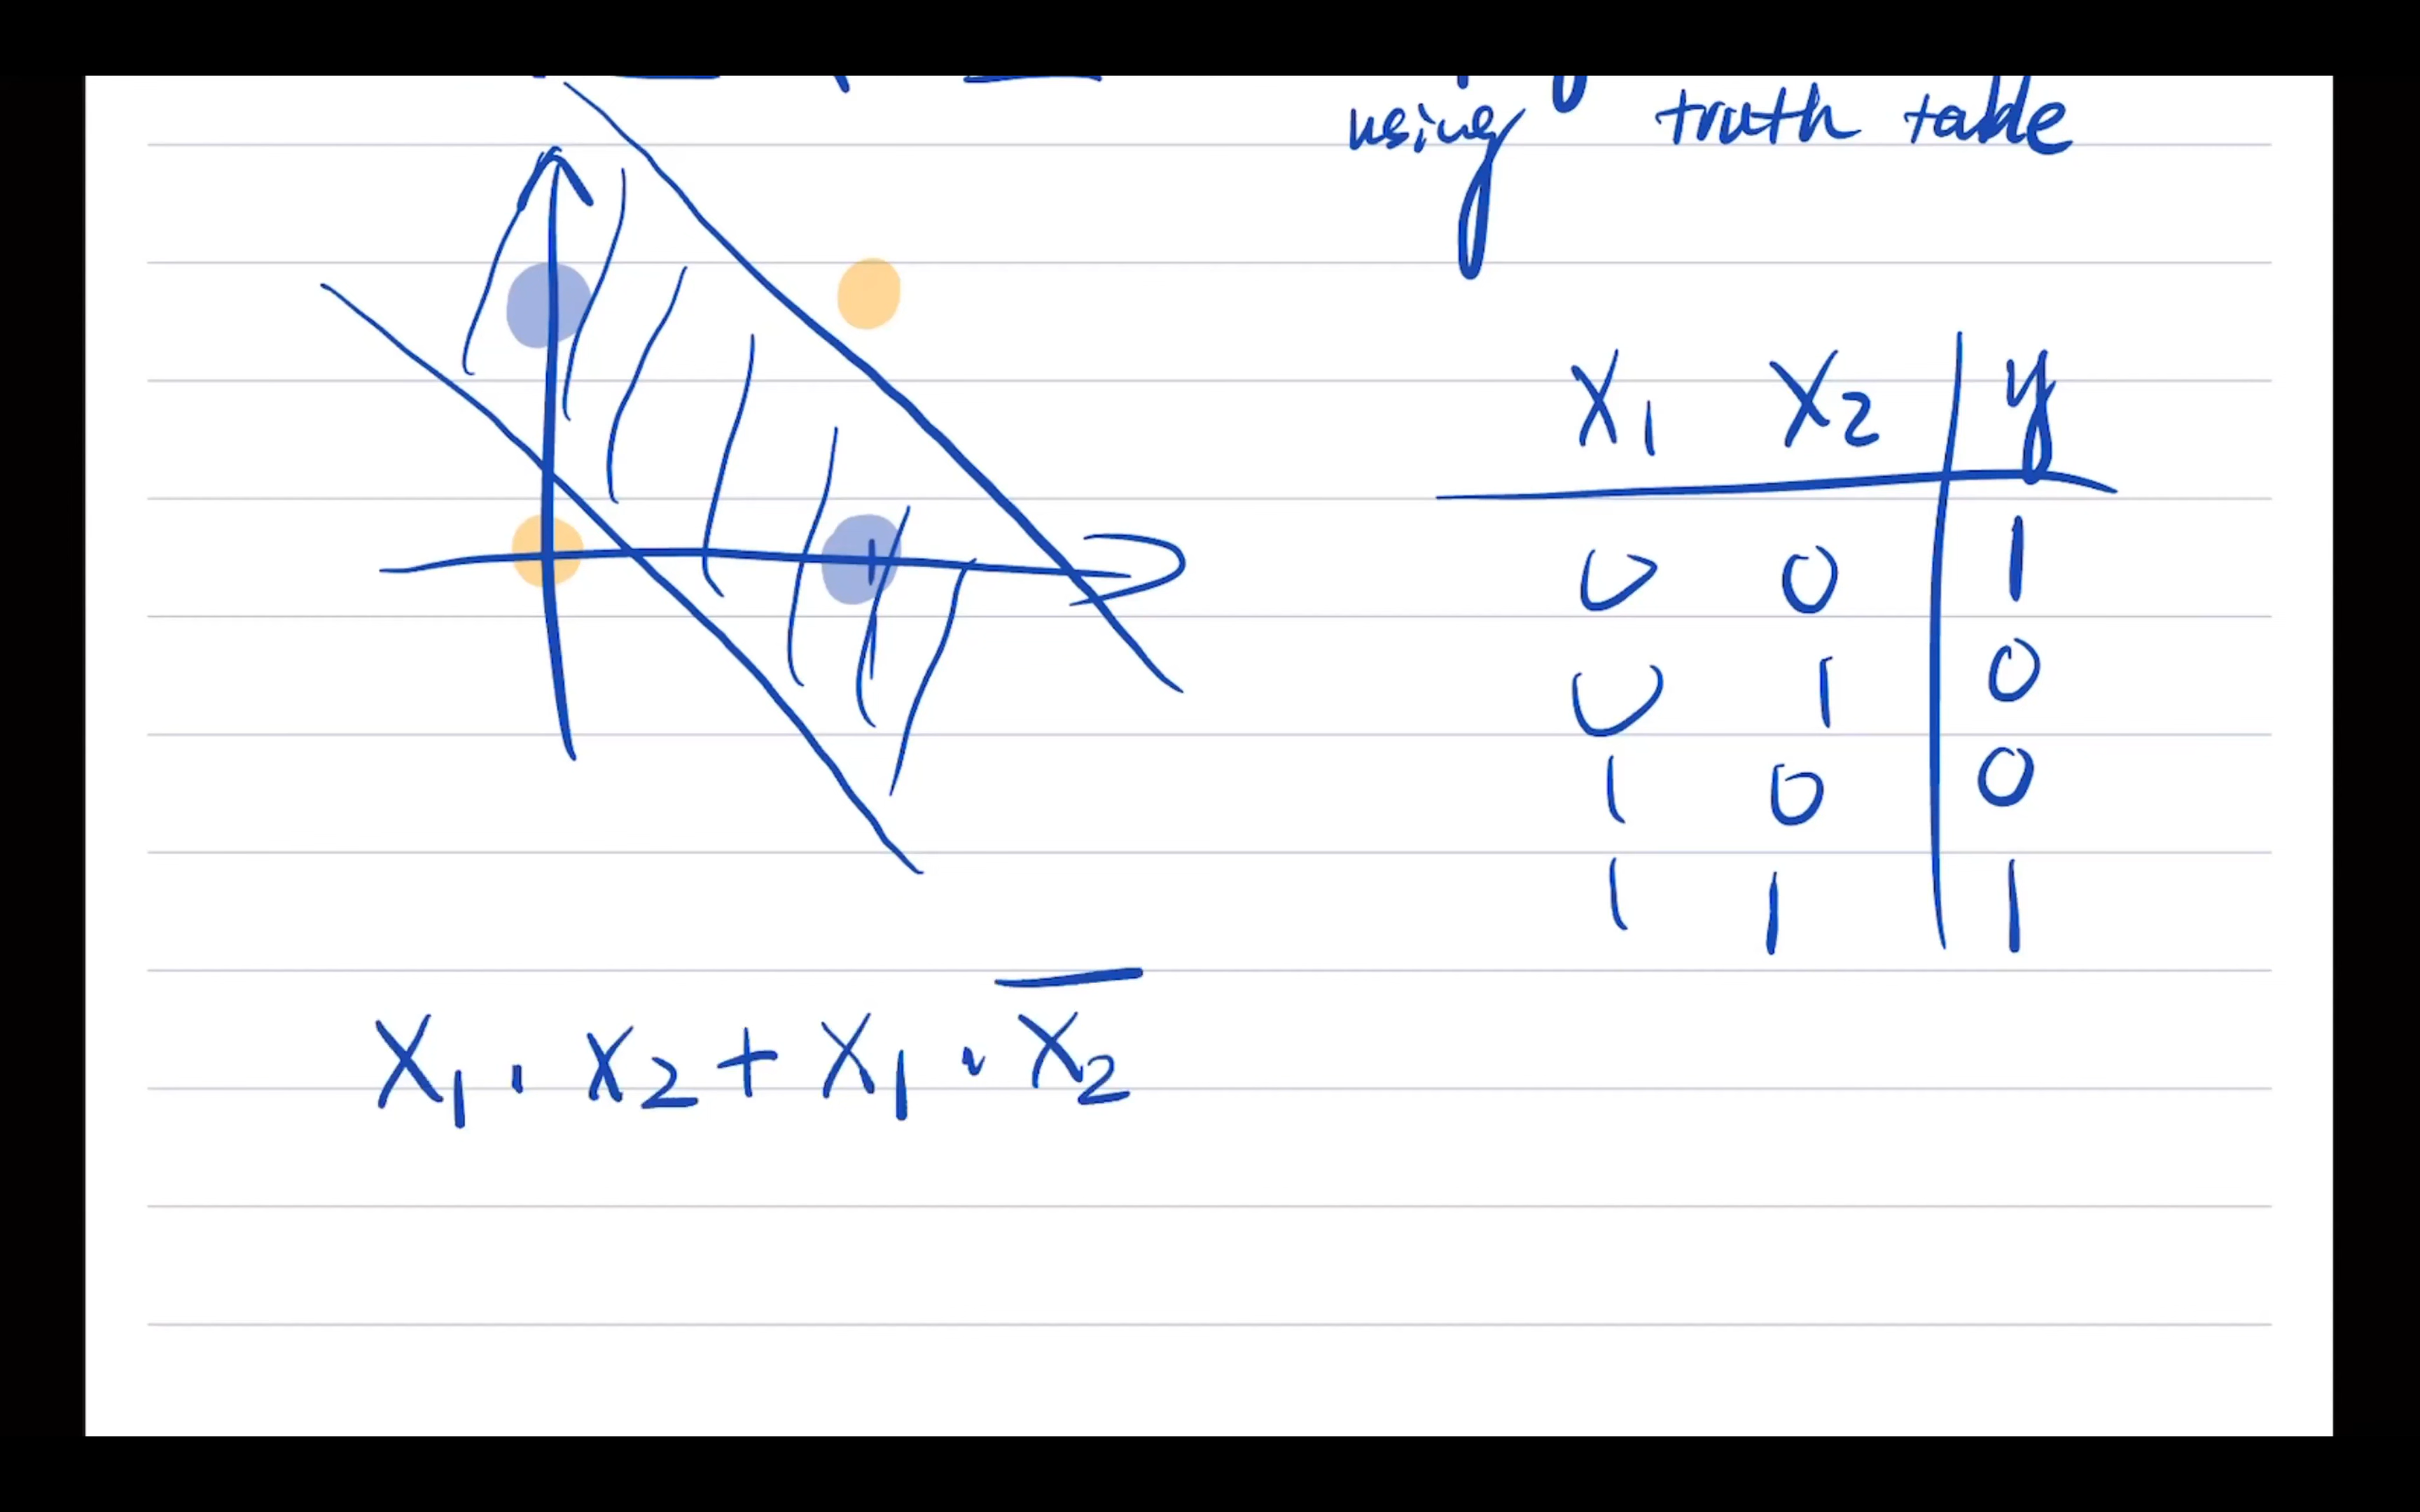 using truth table
X1 X2 y
0 0 1
0 1 0
1 0 0
1 1 1
X1 · X2 + X1 · X̅2